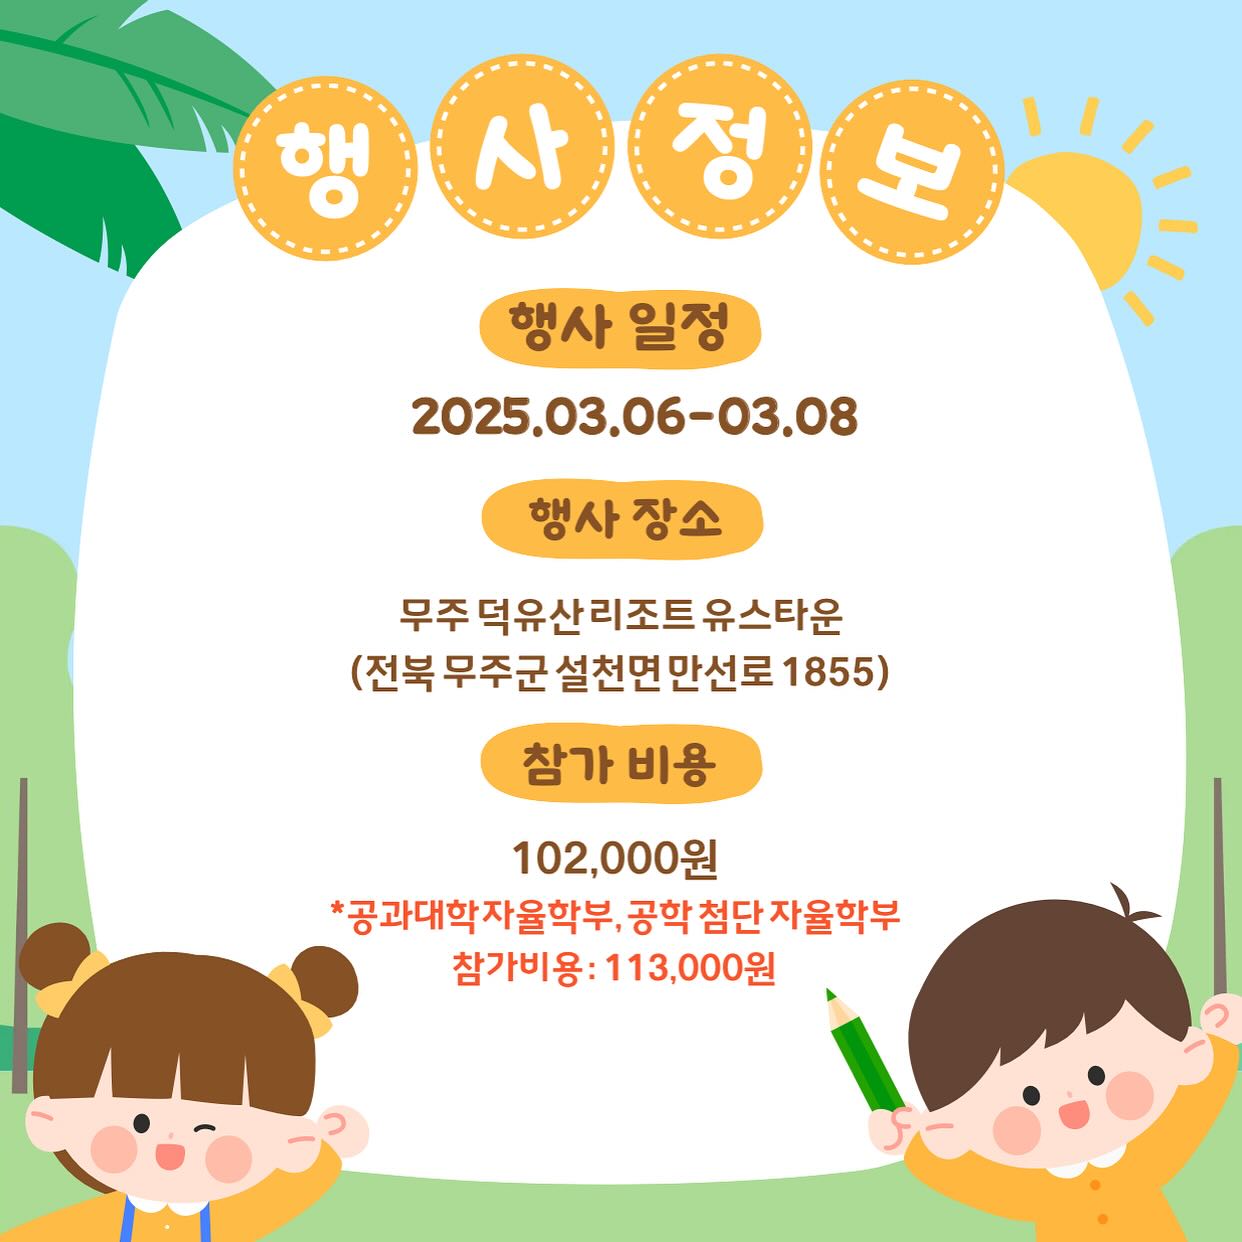 행사정보
행사 일정
2025.03.06-03.08
행사 장소
무주 덕유산리조트 유스타운
(전북 무주군 설천면 만선로 1855)
참가 비용
102,000원
*공과대학 자율학부, 공학 첨단 자율학부
참가비용 : 113,000원